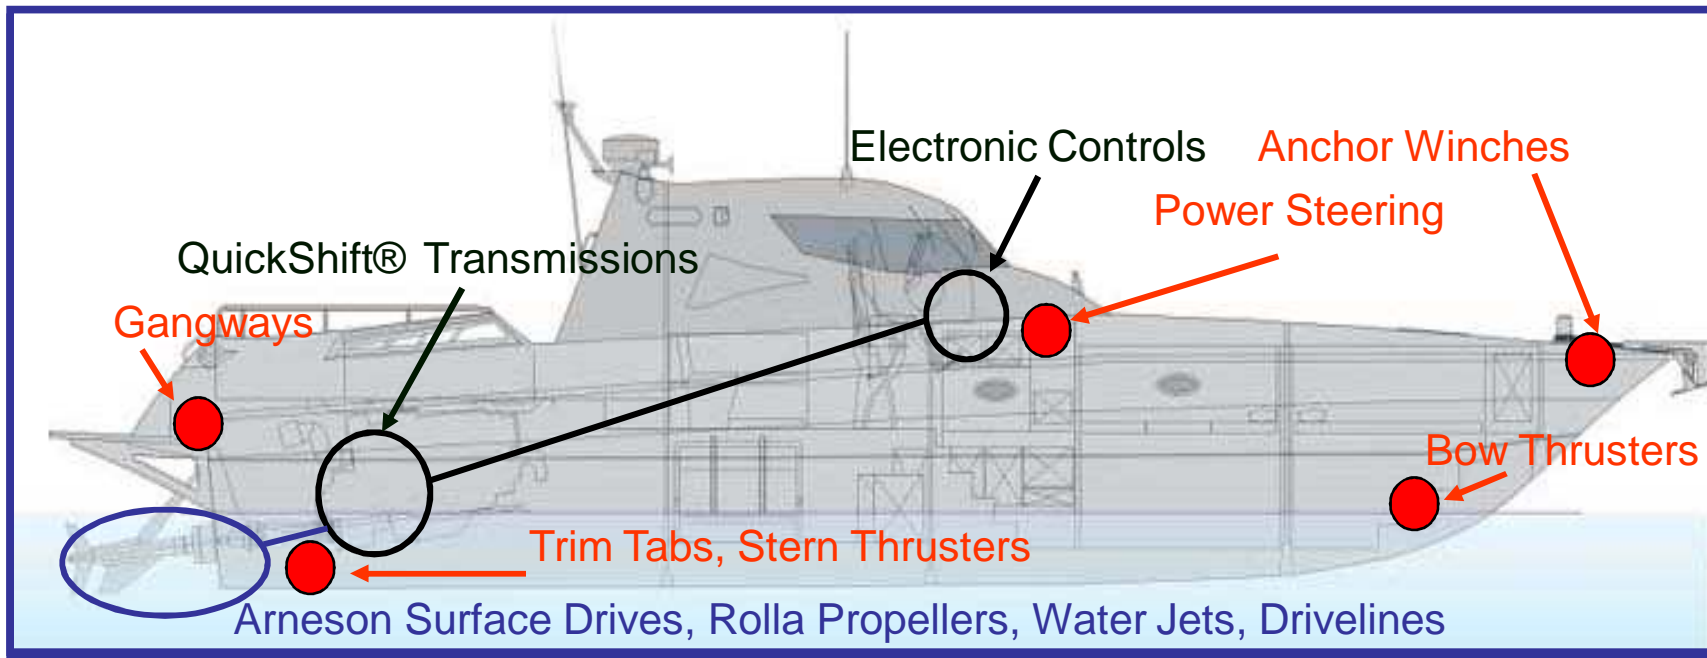 Electronic Controls
Anchor Winches
Power Steering
QuickShift® Transmissions
Gangways
Bow Thrusters
Trim Tabs, Stern Thrusters
Arneson Surface Drives, Rolla Propellers, Water Jets, Drivelines